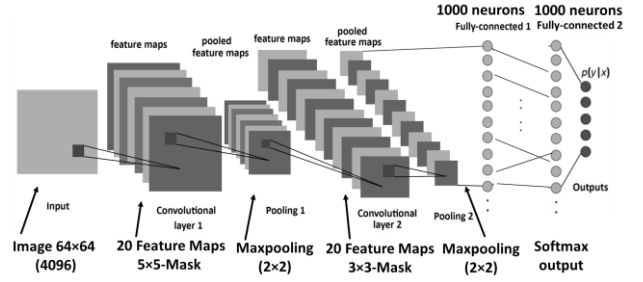 1000 neurons
Fully-connected 1
1000 neurons
Fully-connected 2
feature maps
pooled
feature maps
feature maps
pooled
feature maps
p(y|x)
Outputs
Input
Convolutional
layer 1
Pooling 1
Convolutional
layer 2
Pooling 2
Image 64×64
(4096)
20 Feature Maps
5×5-Mask
Maxpooling
(2×2)
20 Feature Maps
3×3-Mask
Maxpooling
(2×2)
Softmax
output